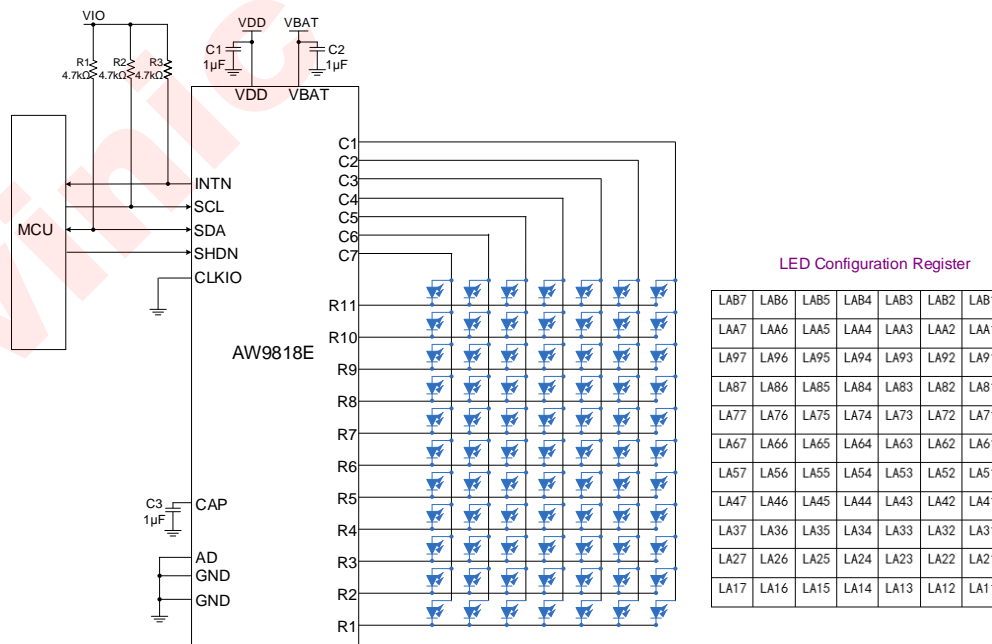 VIO
VDD
VBAT
R1
4.7kΩ
R2
4.7kΩ
R3
4.7kΩ
C1
1μF
C2
1μF
VDD
VBAT
MCU
INTN
SCL
SDA
SHDN
CLKIO
AW9818E
CAP
C3
1μF
AD
GND
GND
C1
C2
C3
C4
C5
C6
C7
R11
R10
R9
R8
R7
R6
R5
R4
R3
R2
R1
LED Configuration Register
LAB7 LAB6 LAB5 LAB4 LAB3 LAB2
LAA7 LAA6 LAA5 LAA4 LAA3 LAA2
LA97 LA96 LA95 LA94 LA93 LA92
LA87 LA86 LA85 LA84 LA83 LA82
LA77 LA76 LA75 LA74 LA73 LA72
LA67 LA66 LA65 LA64 LA63 LA62
LA57 LA56 LA55 LA54 LA53 LA52
LA47 LA46 LA45 LA44 LA43 LA42
LA37 LA36 LA35 LA34 LA33 LA32
LA27 LA26 LA25 LA24 LA23 LA22
LA17 LA16 LA15 LA14 LA13 LA12
vinic